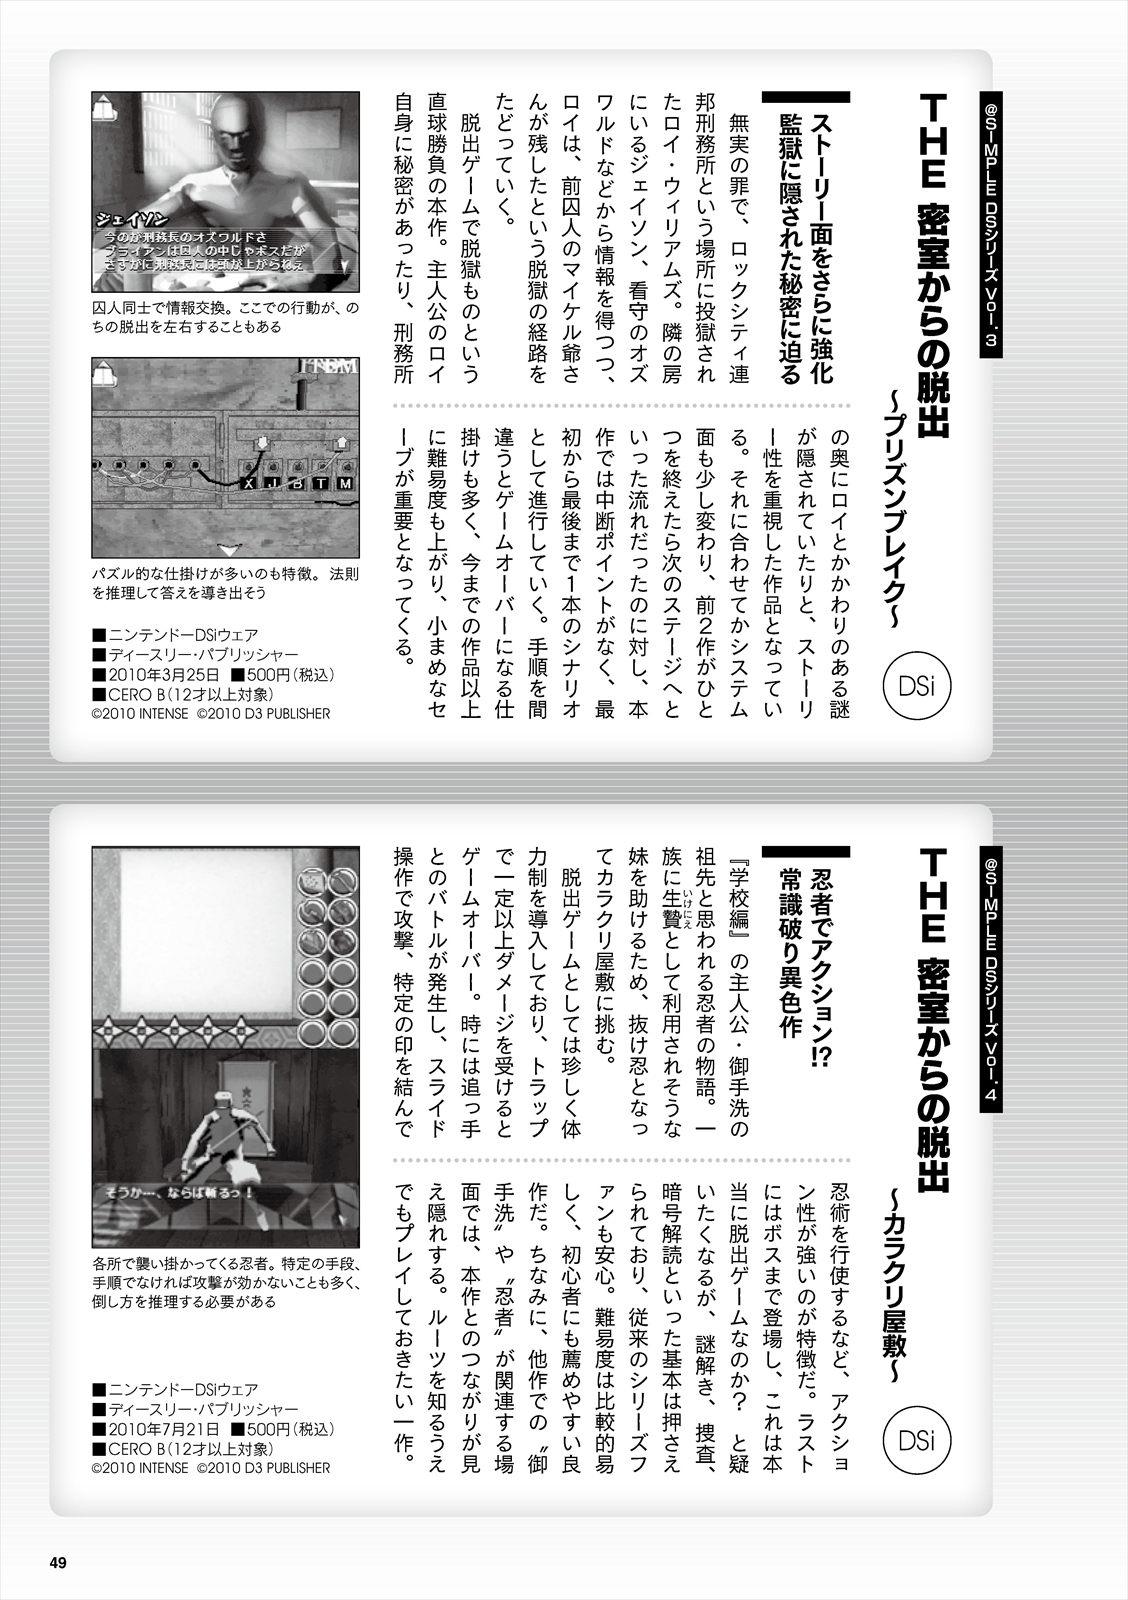 @SIMPLE DSシリーズ Vol.3
THE 密室からの脱出
～プリズンブレイク～
DSi
ストーリー面をさらに強化
監獄に隠された秘密に迫る
無実の罪で、ロックシティ連
邦刑務所という場所に投獄され
たロイ・ウィリアムズ。隣の房
にいるジェイソン、看守のオズ
ワルドなどから情報を得つつ、
ロイは、前囚人のマイケル爺さ
んが残したという脱獄の経路を
たどっていく。
脱出ゲームで脱獄ものという
直球勝負の本作。主人公のロイ
自身に秘密があったり、刑務所
の奥にロイとかかわりのある謎
が隠されていたりと、ストーリ
ー性を重視した作品となってい
る。それに合わせてかシステム
面も少し変わり、前２作がひと
つを終えたら次のステージへと
いった流れだったのに対し、本
作では中断ポイントがなく、最
初から最後まで１本のシナリオ
として進行していく。手順を間
違うとゲームオーバーになる仕
掛けも多く、今までの作品以上
に難易度も上がり、小まめなセ
ーブが重要となってくる。
ジェイソン
今のが刑務長のオズワルドさ
ブライアンは囚人の中じゃボスだが
さすがに刑務長には頭が上がらねぇ
囚人同士で情報交換。ここでの行動が、の
ちの脱出を左右することもある
ITEM
X J B T M
パズル的な仕掛けが多いのも特徴。法則
を推理して答えを導き出そう
■ニンテンドーDSiウェア
■ディースリー・パブリッシャー
■2010年3月25日 ■500円（税込）
■CERO B（12才以上対象）
©2010 INTENSE ©2010 D3 PUBLISHER
@SIMPLE DSシリーズ Vol.4
THE 密室からの脱出
～カラクリ屋敷～
DSi
忍者でアクション!?
常識破り異色作
『学校編』の主人公・御手洗の
祖先と思われる忍者の物語。一
族に生贄（いけにえ）として利用されそうな
妹を助けるため、抜け忍となっ
てカラクリ屋敷に挑む。
脱出ゲームとしては珍しく体
力制を導入しており、トラップ
で一定以上ダメージを受けると
ゲームオーバー。時には追っ手
とのバトルが発生し、スライド
操作で攻撃、特定の印を結んで
忍術を行使するなど、アクショ
ン性が強いのが特徴だ。ラスト
にはボスまで登場し、これは本
当に脱出ゲームなのか？ と疑
いたくなるが、謎解き、捜査、
暗号解読といった基本は押さえ
られており、従来のシリーズフ
ァンも安心。難易度は比較的易
しく、初心者にも薦めやすい良
作だ。ちなみに、他作での〝御
手洗〟や〝忍者〟が関連する場
面では、本作とのつながりが見
え隠れする。ルーツを知るうえ
でもプレイしておきたい一作。
そうか…、ならば斬るっ！
各所で襲い掛かってくる忍者。特定の手段、
手順でなければ攻撃が効かないことも多く、
倒し方を推理する必要がある
■ニンテンドーDSiウェア
■ディースリー・パブリッシャー
■2010年7月21日 ■500円（税込）
■CERO B（12才以上対象）
©2010 INTENSE ©2010 D3 PUBLISHER
49